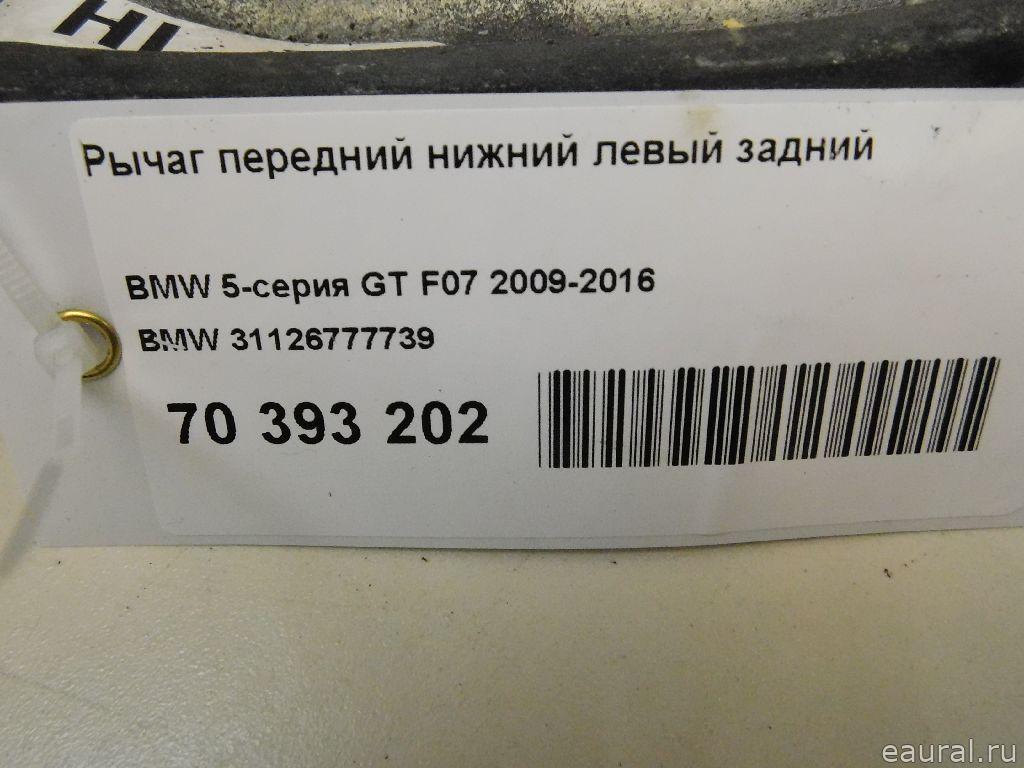 Рычаг передний нижний левый задний
BMW 5-серия GT F07 2009-2016
BMW 31126777739
70 393 202
eaural.ru